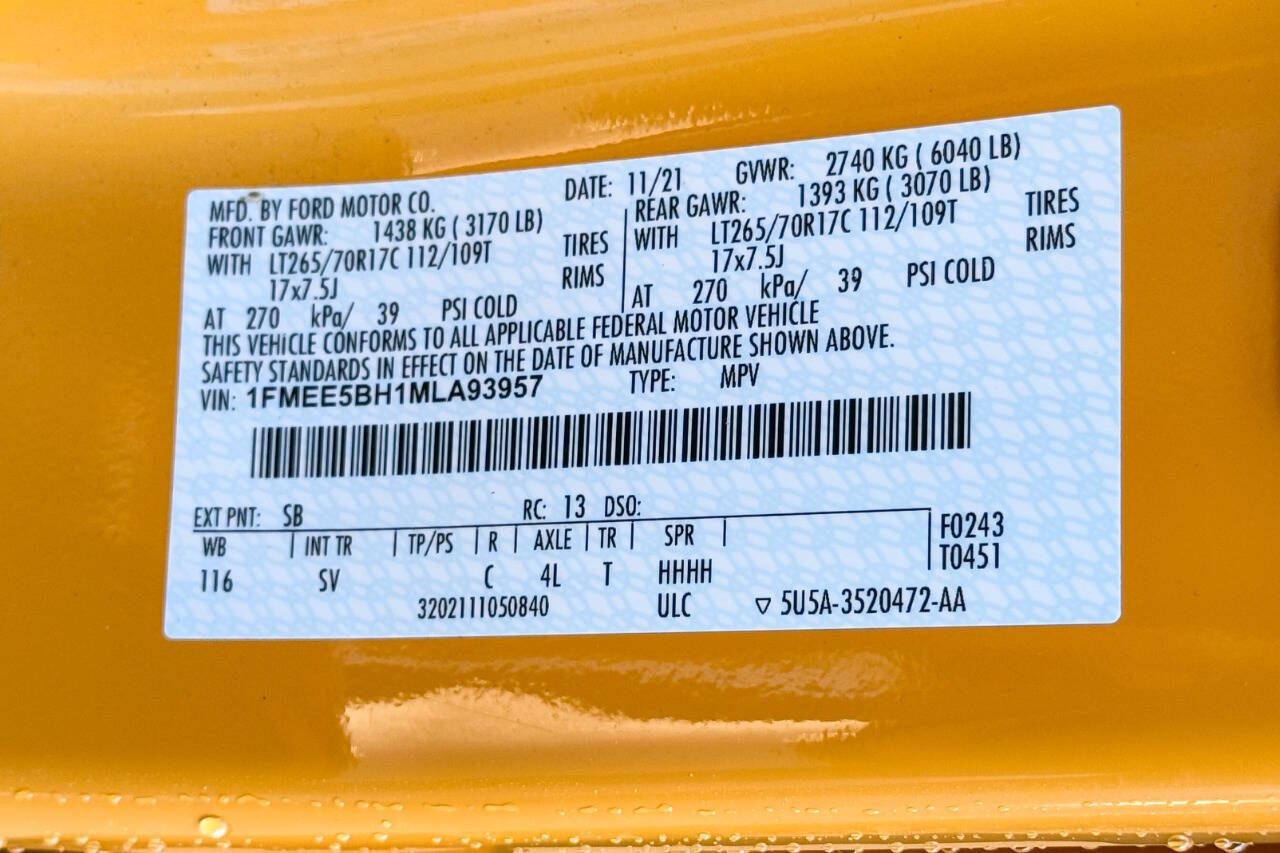 MFD. BY FORD MOTOR CO. DATE: 11/21 GVWR: 2740 KG ( 6040 LB)
FRONT GAWR: 1438 KG ( 3170 LB) REAR GAWR: 1393 KG ( 3070 LB)
WITH LT265/70R17C 112/109T TIRES WITH LT265/70R17C 112/109T TIRES
17x7.5J RIMS 17x7.5J RIMS
AT 270 kPa/ 39 PSI COLD AT 270 kPa/ 39 PSI COLD
THIS VEHICLE CONFORMS TO ALL APPLICABLE FEDERAL MOTOR VEHICLE
SAFETY STANDARDS IN EFFECT ON THE DATE OF MANUFACTURE SHOWN ABOVE.
VIN: 1FMEE5BH1MLA93957 TYPE: MPV
EXT PNT: SB RC: 13 DSO:
WB INT TR TP/PS R AXLE TR SPR F0243
T0451
116 SV C 4L T HHHH
3202111050840 ULC ▽ 5U5A-3520472-AA